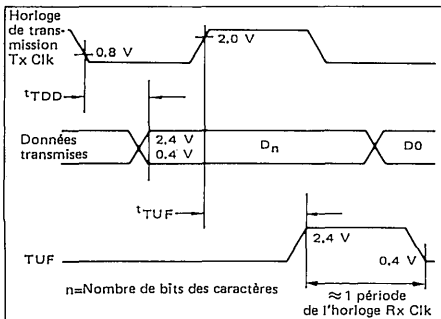 Horloge
de trans-
mission
Tx Clk
0.8 V
2,0 V
tTDD
Données
transmises
2,4 V
0.4 V
Dn
D0
tTUF
TUF
2,4 V
0.4 V
n=Nombre de bits des caractères
≈ 1 période
de l'horloge Rx Clk